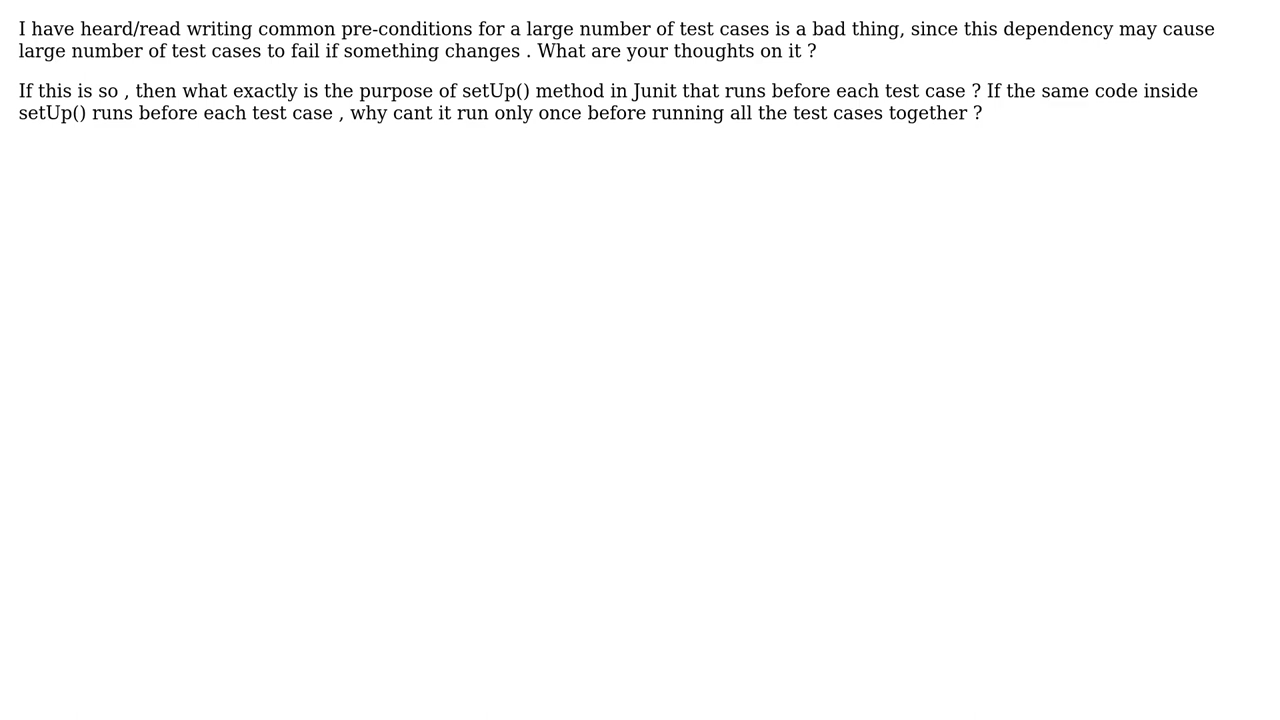 I have heard/read writing common pre-conditions for a large number of test cases is a bad thing, since this dependency may cause
large number of test cases to fail if something changes . What are your thoughts on it ?
If this is so , then what exactly is the purpose of setUp() method in Junit that runs before each test case ? If the same code inside
setUp() runs before each test case , why cant it run only once before running all the test cases together ?